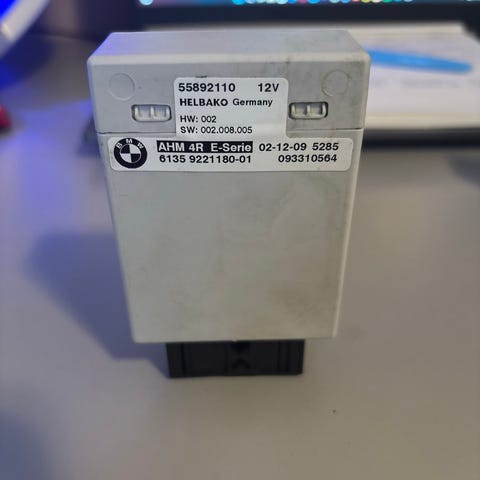 55892110 12V
HELBAKO Germany
HW: 002
SW: 002.008.005
BMW AHM 4R E-Serie 02-12-09 5285
6135 9221180-01 093310564